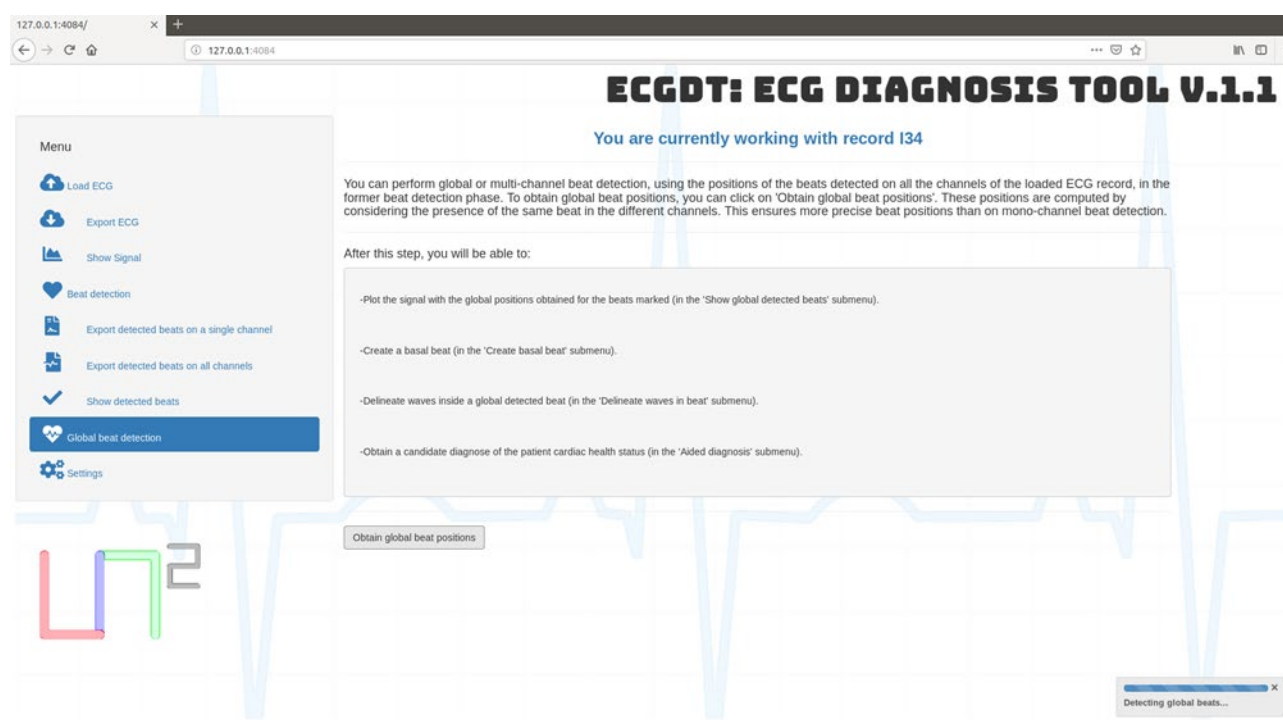 127.0.0.1:4084/
127.0.0.1:4084
ECGDT: ECG DIAGNOSIS TOOL V.1.1
Menu
Load ECG
Export ECG
Show Signal
Beat detection
Export detected beats on a single channel
Export detected beats on all channels
Show detected beats
Global beat detection
Settings
You are currently working with record I34
You can perform global or multi-channel beat detection, using the positions of the beats detected on all the channels of the loaded ECG record, in the
former beat detection phase. To obtain global beat positions, you can click on 'Obtain global beat positions'. These positions are computed by
considering the presence of the same beat in the different channels. This ensures more precise beat positions than on mono-channel beat detection.
After this step, you will be able to:
-Plot the signal with the global positions obtained for the beats marked (in the 'Show global detected beats' submenu).
-Create a basal beat (in the 'Create basal beat' submenu).
-Delineate waves inside a global detected beat (in the 'Delineate waves in beat' submenu).
-Obtain a candidate diagnose of the patient cardiac health status (in the 'Aided diagnosis' submenu).
Obtain global beat positions
Detecting global beats...